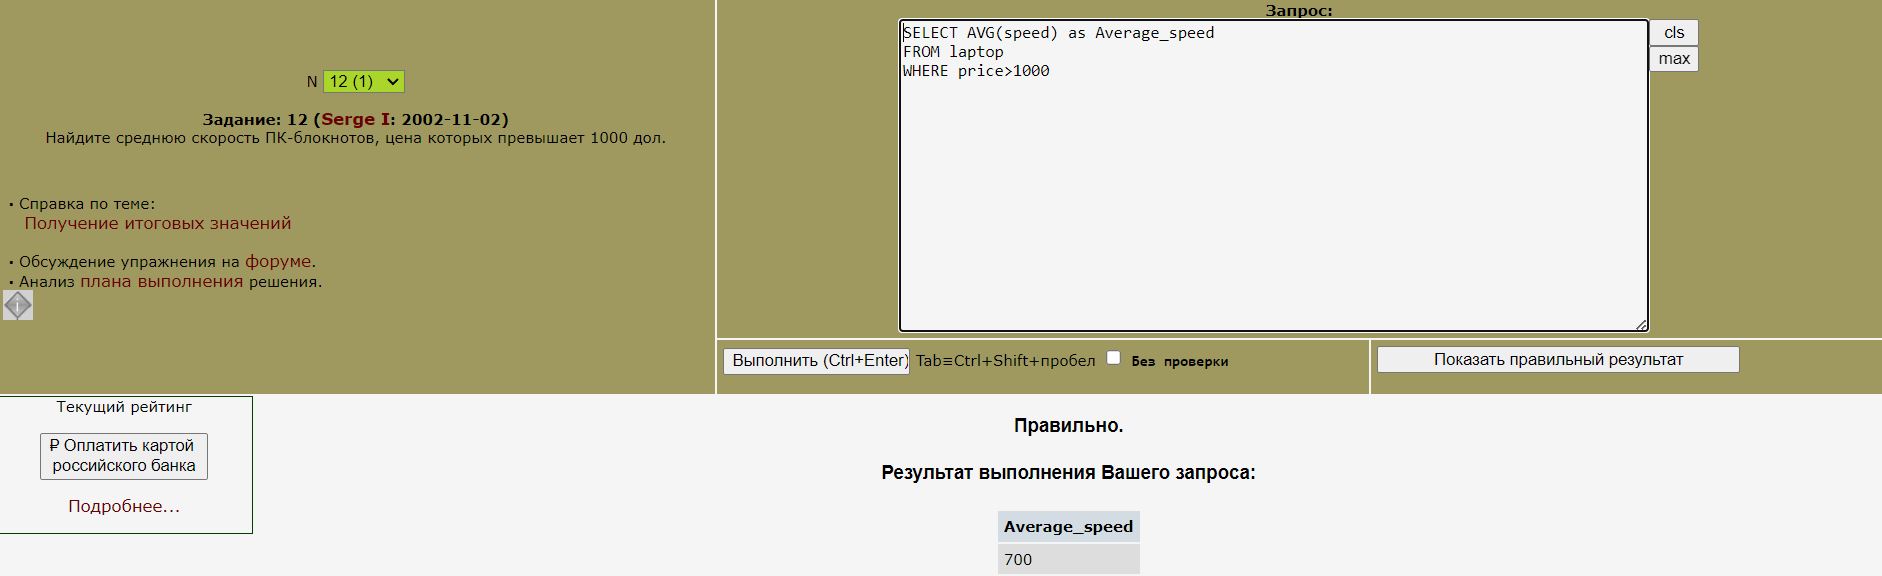 N 12 (1)
Задание: 12 (Serge I: 2002-11-02)
Найдите среднюю скорость ПК-блокнотов, цена которых превышает 1000 дол.
· Справка по теме:
Получение итоговых значений
· Обсуждение упражнения на форуме.
· Анализ плана выполнения решения.
i
Запрос:
SELECT AVG(speed) as Average_speed
FROM laptop
WHERE price>1000
cls
max
Выполнить (Ctrl+Enter) Tab≡Ctrl+Shift+пробел Без проверки
Показать правильный результат
Текущий рейтинг
₽ Оплатить картой
российского банка
Подробнее...
Правильно.
Результат выполнения Вашего запроса:
Average_speed
700